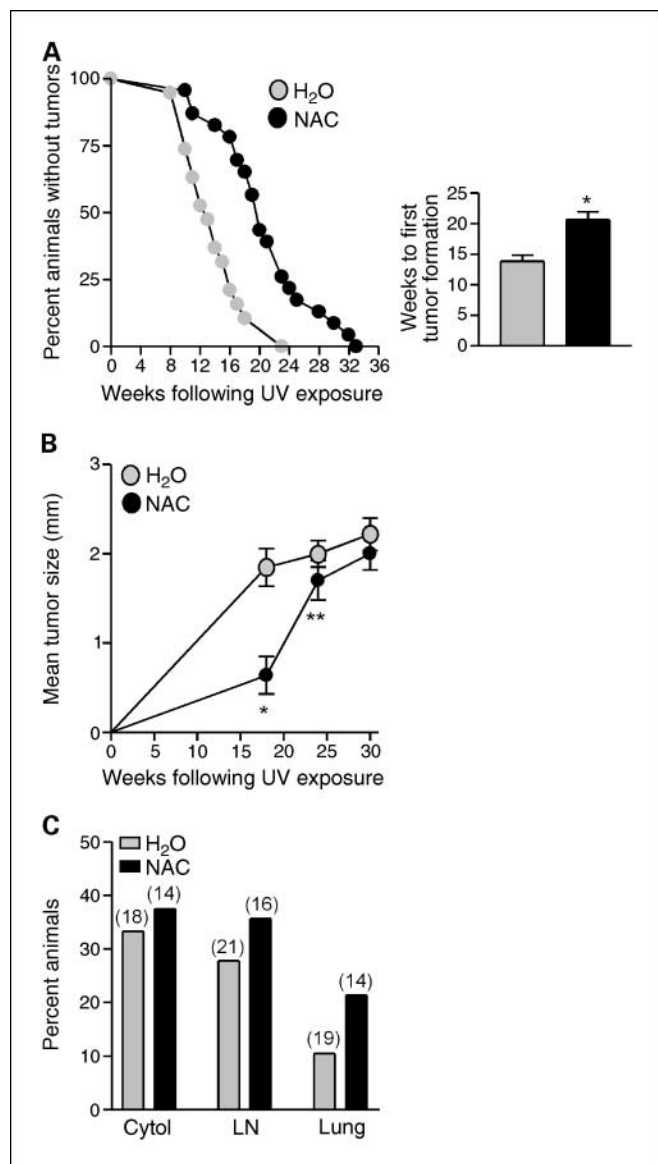 A
H₂O
NAC
Percent animals without tumors
100
75
50
25
0
0 4 8 12 16 20 24 28 32 36
Weeks following UV exposure
Weeks to first
tumor formation
25
20
15
10
5
0
*
B
H₂O
NAC
Mean tumor size (mm)
3
2
1
0
*
**
0 5 10 15 20 25 30
Weeks following UV exposure
C
H₂O
NAC
Percent animals
50
40
30
20
10
0
(18) (14) (21) (16) (19) (14)
Cytol LN Lung